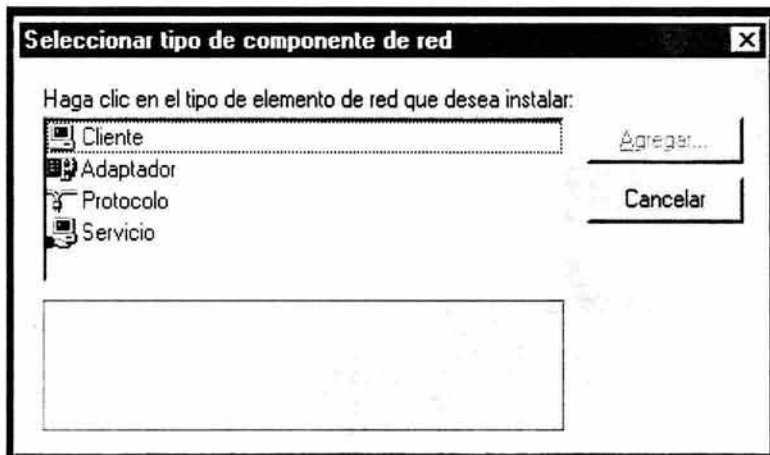 Seleccionar tipo de componente de red
Haga clic en el tipo de elemento de red que desea instalar:
Cliente
Adaptador
Protocolo
Servicio
Agregar...
Cancelar